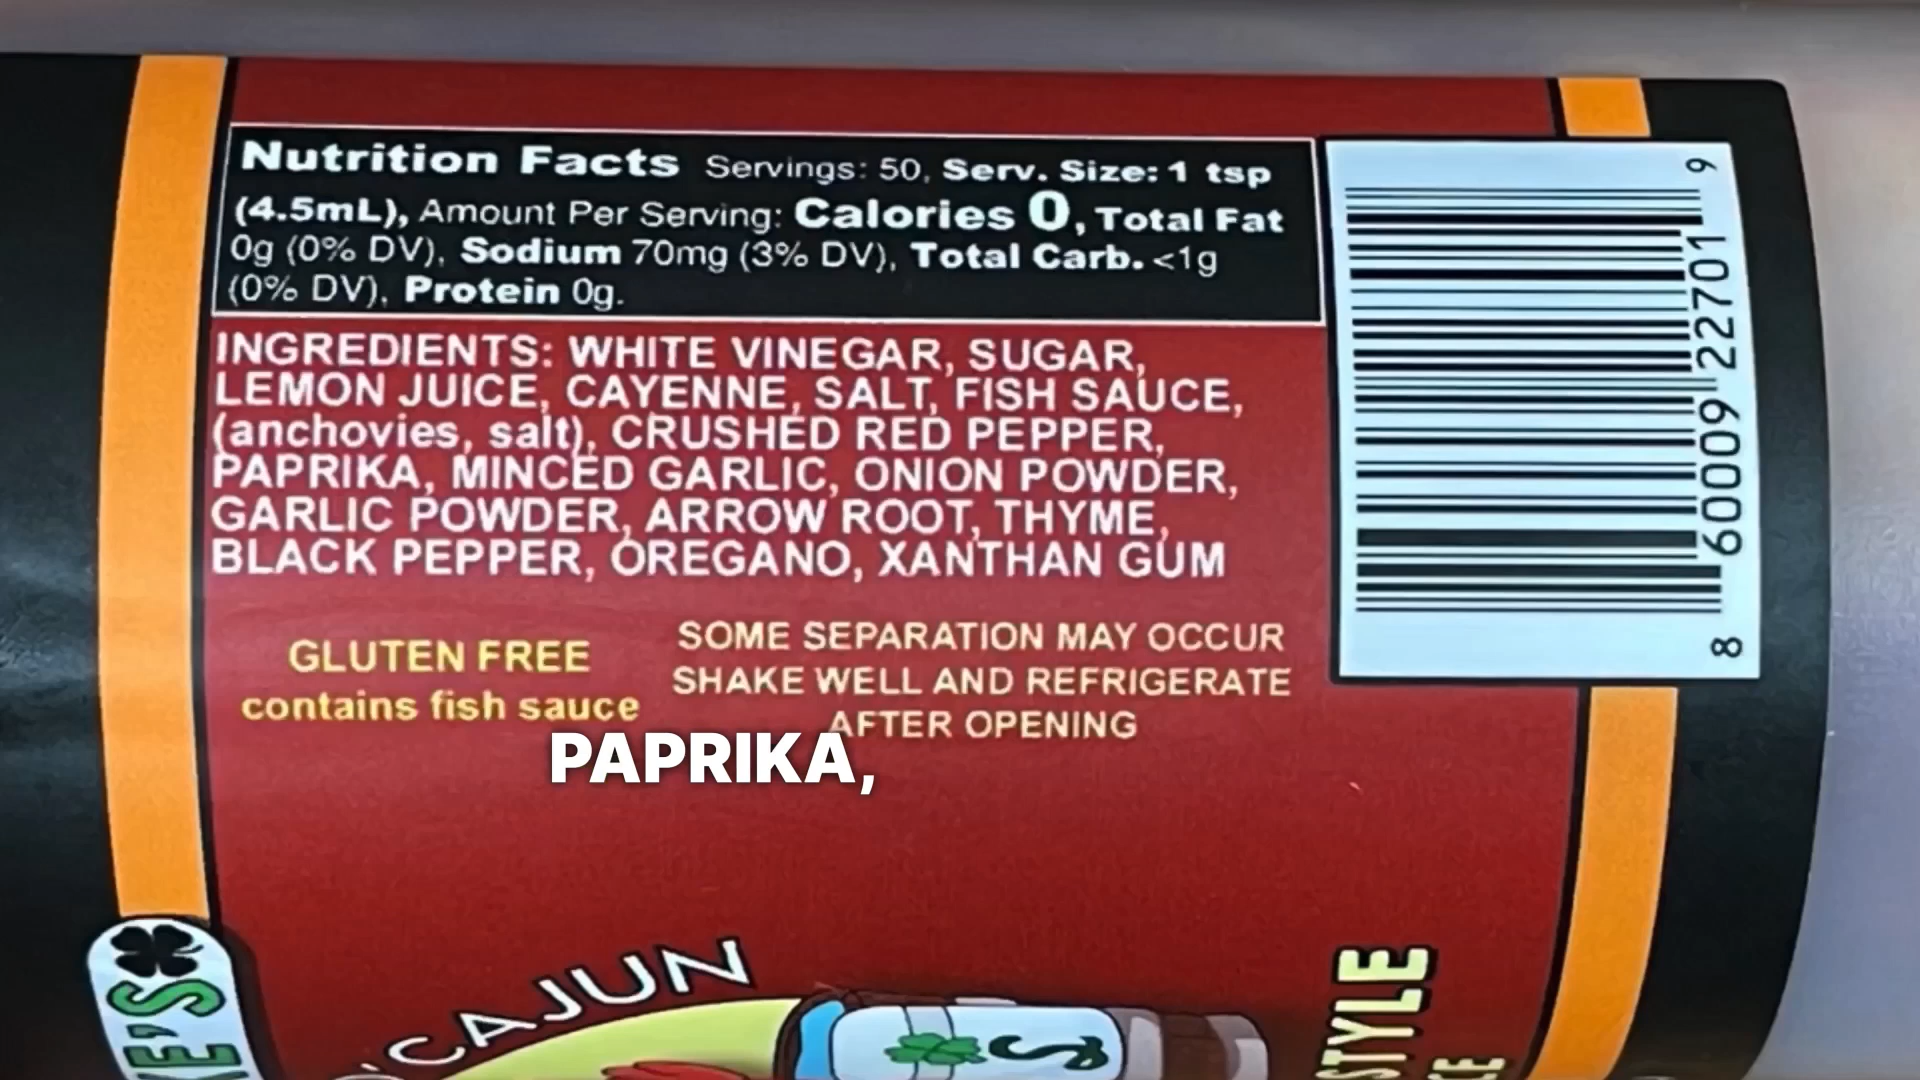 Nutrition Facts Servings: 50, Serv. Size: 1 tsp
(4.5mL), Amount Per Serving: Calories 0, Total Fat
0g (0% DV), Sodium 70mg (3% DV), Total Carb. <1g
(0% DV), Protein 0g.
INGREDIENTS: WHITE VINEGAR, SUGAR,
LEMON JUICE, CAYENNE, SALT, FISH SAUCE,
(anchovies, salt), CRUSHED RED PEPPER,
PAPRIKA, MINCED GARLIC, ONION POWDER,
GARLIC POWDER, ARROW ROOT, THYME,
BLACK PEPPER, OREGANO, XANTHAN GUM
GLUTEN FREE
contains fish sauce
SOME SEPARATION MAY OCCUR
SHAKE WELL AND REFRIGERATE
AFTER OPENING
PAPRIKA,
8 60009 22701 9
KE'S
O'CAJUN
STYLE